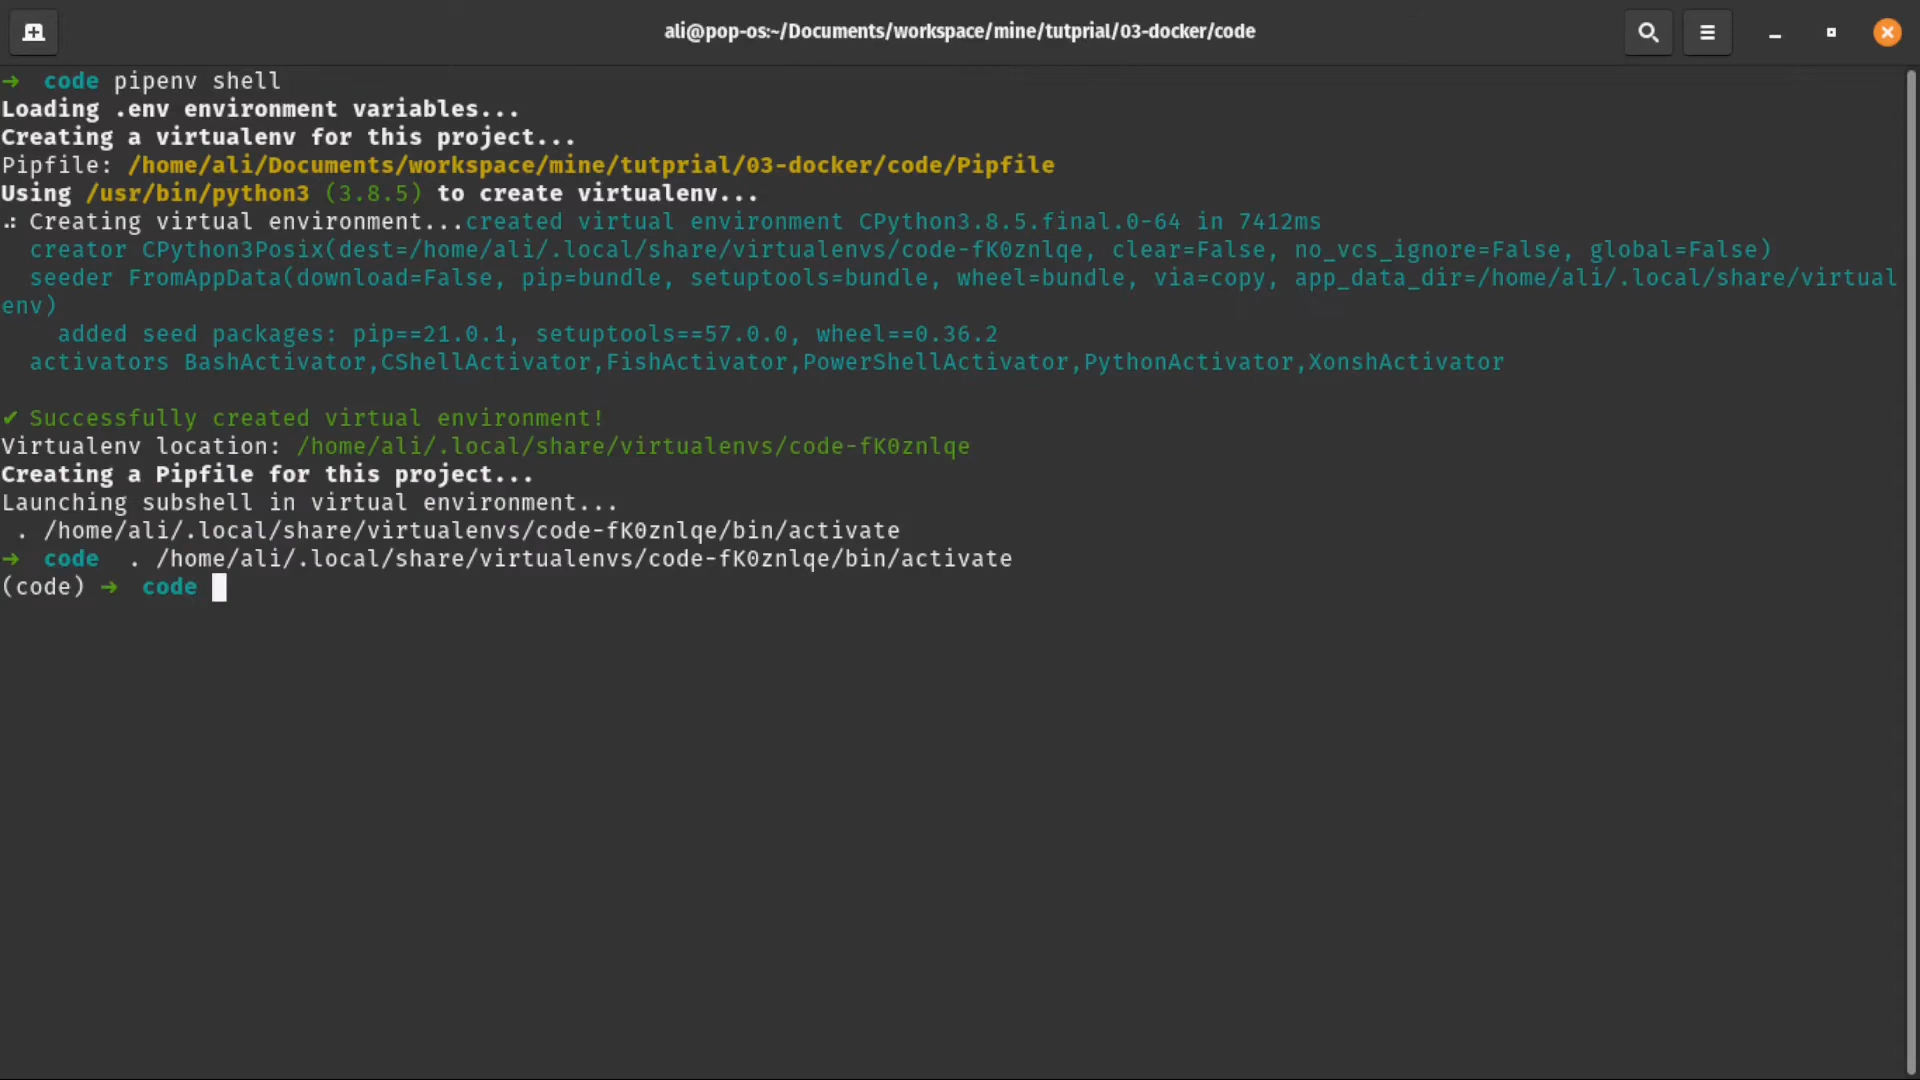 ali@pop-os:~/Documents/workspace/mine/tutprial/03-docker/code
➜ code pipenv shell
Loading .env environment variables...
Creating a virtualenv for this project...
Pipfile: /home/ali/Documents/workspace/mine/tutprial/03-docker/code/Pipfile
Using /usr/bin/python3 (3.8.5) to create virtualenv...
⠴ Creating virtual environment...created virtual environment CPython3.8.5.final.0-64 in 7412ms
creator CPython3Posix(dest=/home/ali/.local/share/virtualenvs/code-fK0znlqe, clear=False, no_vcs_ignore=False, global=False)
seeder FromAppData(download=False, pip=bundle, setuptools=bundle, wheel=bundle, via=copy, app_data_dir=/home/ali/.local/share/virtual
env)
added seed packages: pip==21.0.1, setuptools==57.0.0, wheel==0.36.2
activators BashActivator,CShellActivator,FishActivator,PowerShellActivator,PythonActivator,XonshActivator
✔ Successfully created virtual environment!
Virtualenv location: /home/ali/.local/share/virtualenvs/code-fK0znlqe
Creating a Pipfile for this project...
Launching subshell in virtual environment...
. /home/ali/.local/share/virtualenvs/code-fK0znlqe/bin/activate
➜ code . /home/ali/.local/share/virtualenvs/code-fK0znlqe/bin/activate
(code) ➜ code